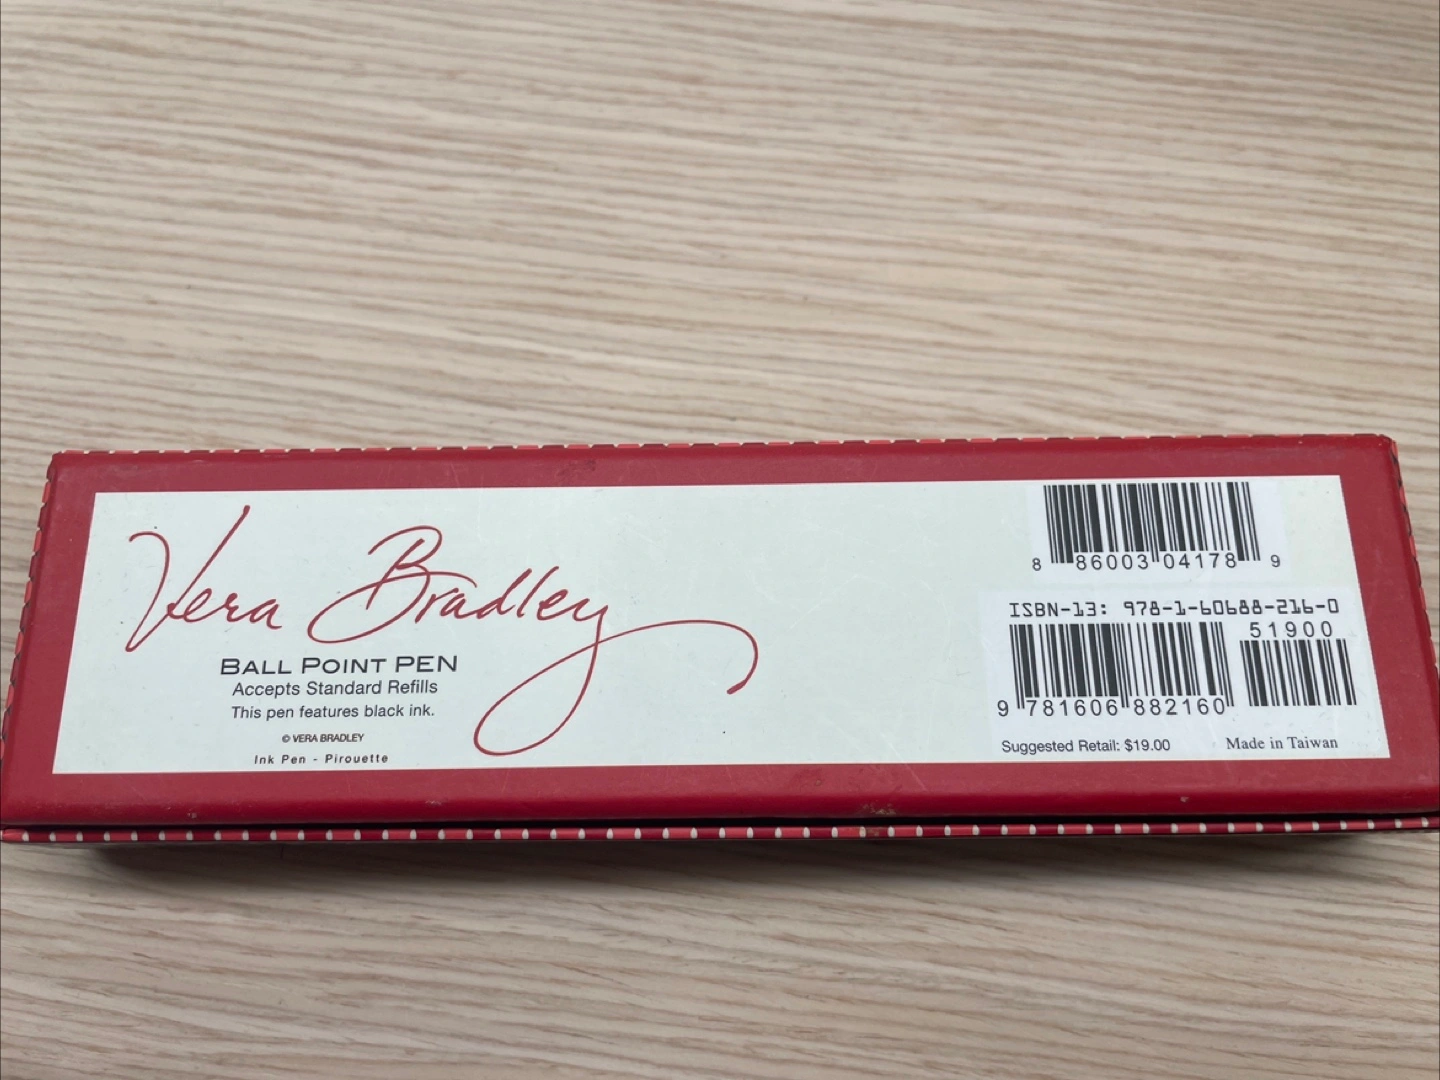 Vera Bradley
BALL POINT PEN
Accepts Standard Refills
This pen features black ink.
© VERA BRADLEY
Ink Pen - Pirouette
8 86003 04178 9
ISBN-13: 978-1-60688-216-0
51900
9 781606 882160
Suggested Retail: $19.00
Made in Taiwan